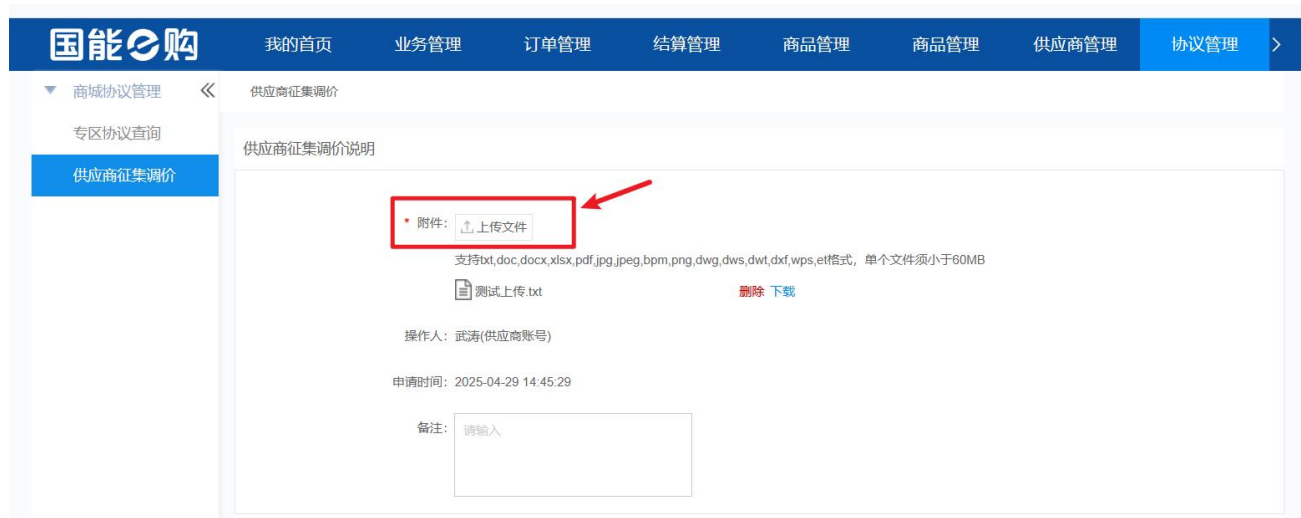 国能e购 我的首页 业务管理 订单管理 结算管理 商品管理 商品管理 供应商管理 协议管理 >
商城协议管理 供应商征集调价
专区协议查询
供应商征集调价说明
供应商征集调价
* 附件: 上传文件
支持txt,doc,docx,xlsx,pdf,jpg,jpeg,bpm,png,dwg,dws,dwt,dxf,wps,et格式,单个文件须小于60MB
测试上传.txt 删除 下载
操作人: 武涛(供应商账号)
申请时间: 2025-04-29 14:45:29
备注: 请输入